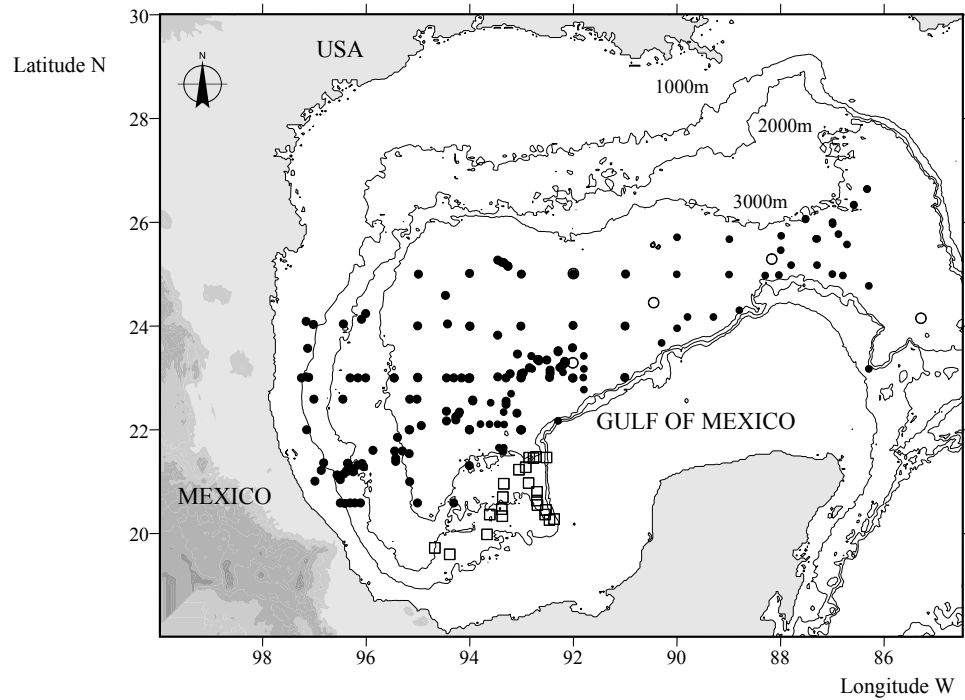 30
USA
Latitude N
N
1000m
28
2000m
26
3000m
24
22
GULF OF MEXICO
MEXICO
20
98
96
94
92
90
88
86
Longitude W